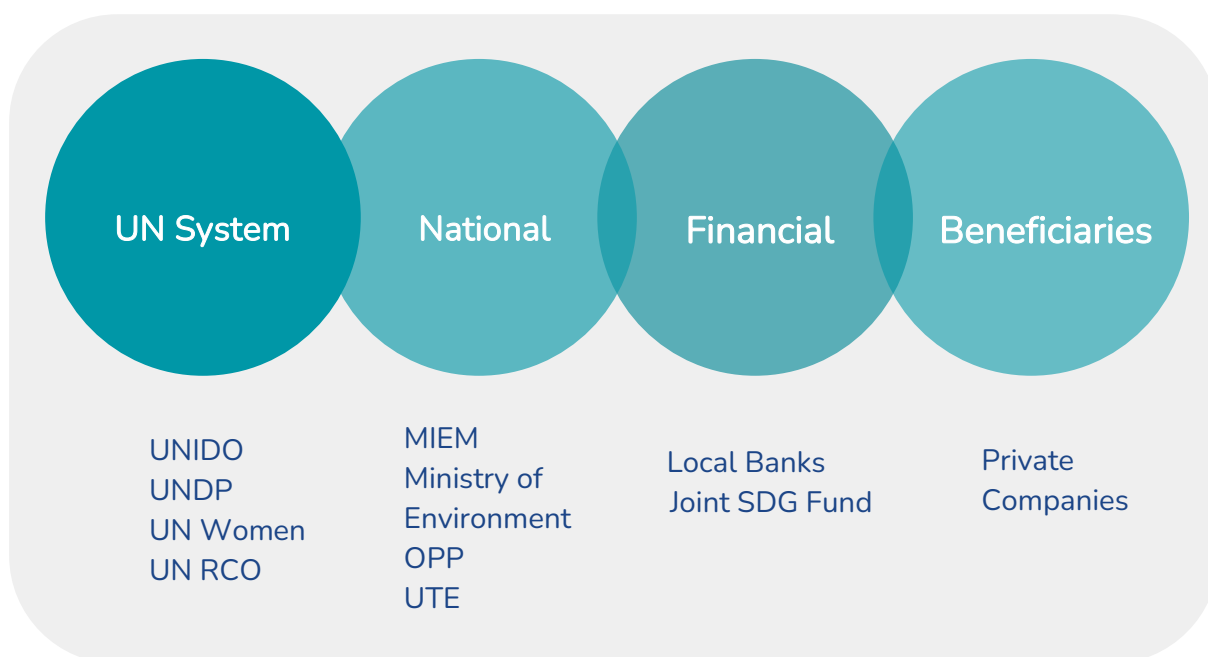 UN System
National
Financial
Beneficiaries
UNIDO
UNDP
UN Women
UN RCO
MIEM
Ministry of
Environment
OPP
UTE
Local Banks
Joint SDG Fund
Private
Companies